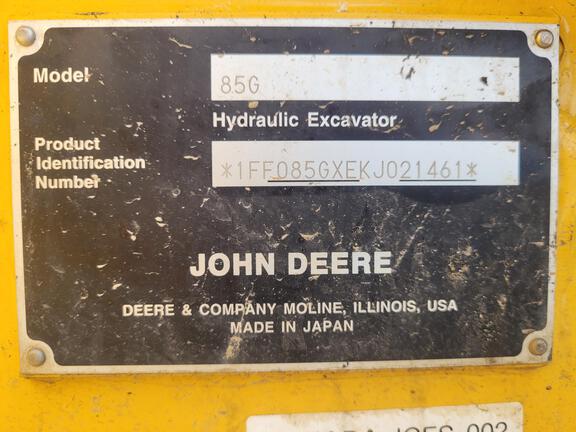 Model 85G
Hydraulic Excavator
Product
Identification
Number
*1FF085GXEKJ021461*
JOHN DEERE
DEERE & COMPANY MOLINE, ILLINOIS, USA
MADE IN JAPAN